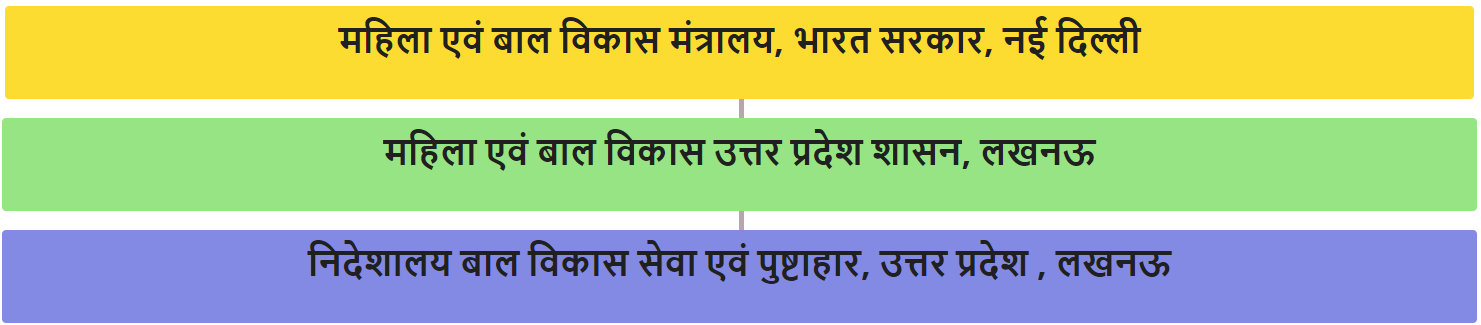 महिला एवं बाल विकास मंत्रालय, भारत सरकार, नई दिल्ली
महिला एवं बाल विकास उत्तर प्रदेश शासन, लखनऊ
निदेशालय बाल विकास सेवा एवं पुष्टाहार, उत्तर प्रदेश , लखनऊ